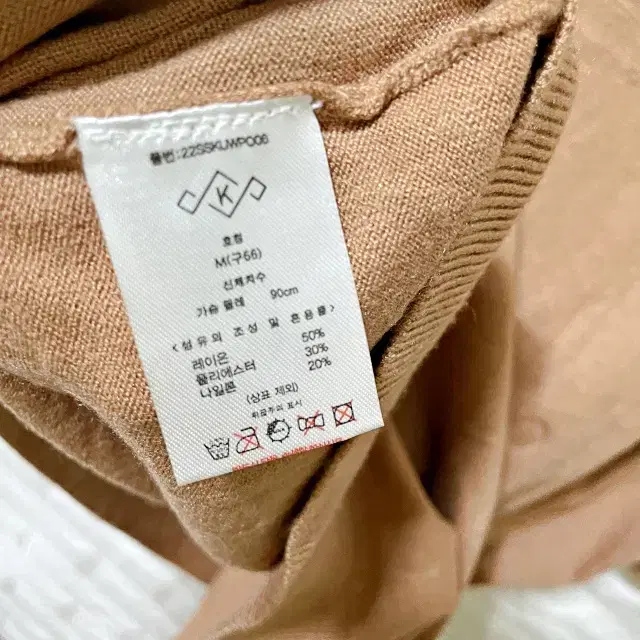 품번:22SSKLWP006
K
호칭
M(구66)
신체치수
가슴 둘레 90cm
<섬유의 조성 및 혼용률>
레이온 50%
폴리에스터 30%
나일론 20%
(상표 제외)
취급주의 표시